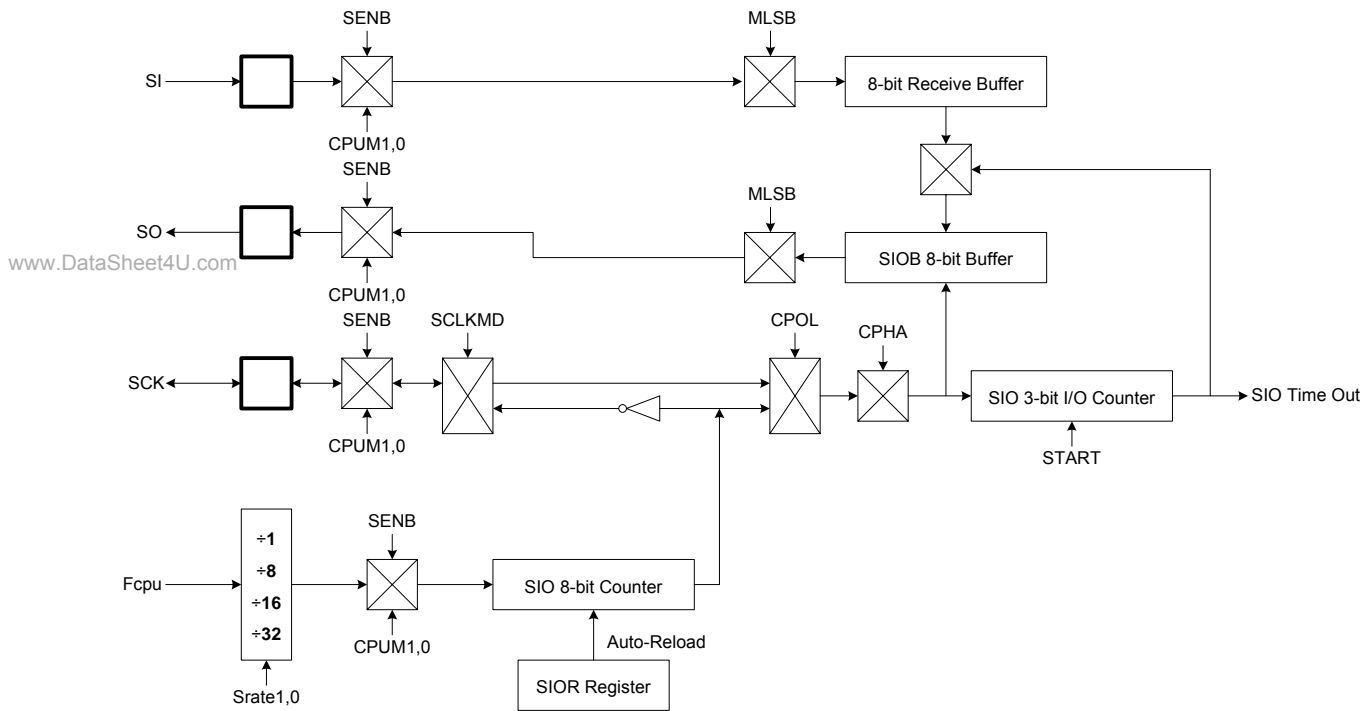 SENB
MLSB
SI
8-bit Receive Buffer
CPUM1,0
SENB
MLSB
SO
SIOB 8-bit Buffer
www.DataSheet4U.com
CPUM1,0
SENB
SCLKMD
CPOL
CPHA
SCK
SIO 3-bit I/O Counter
SIO Time Out
CPUM1,0
START
SENB
÷1
÷8
÷16
÷32
Fcpu
SIO 8-bit Counter
CPUM1,0
Auto-Reload
Srate1,0
SIOR Register